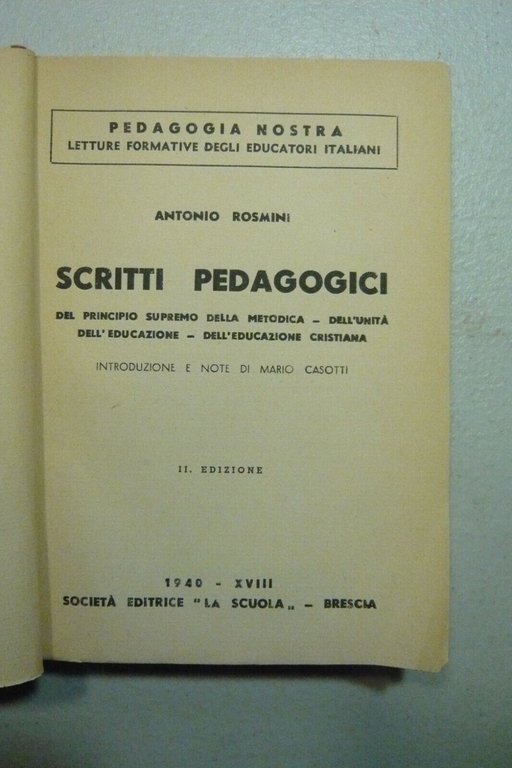 PEDAGOGIA NOSTRA
LETTURE FORMATIVE DEGLI EDUCATORI ITALIANI
ANTONIO ROSMINI
SCRITTI PEDAGOGICI
DEL PRINCIPIO SUPREMO DELLA METODICA – DELL'UNITÀ
DELL'EDUCAZIONE – DELL'EDUCAZIONE CRISTIANA
INTRODUZIONE E NOTE DI MARIO CASOTTI
II. EDIZIONE
1940 - XVIII
SOCIETÀ EDITRICE "LA SCUOLA„ – BRESCIA